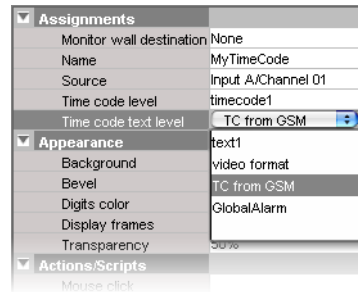 Assignments
Monitor wall destination None
Name MyTimeCode
Source Input A/Channel 01
Time code level timecode1
Time code text level TC from GSM
Appearance text1
Background video format
Bevel TC from GSM
Digits color GlobalAlarm
Display frames
Transparency 50%
Actions/Scripts
Mouse click